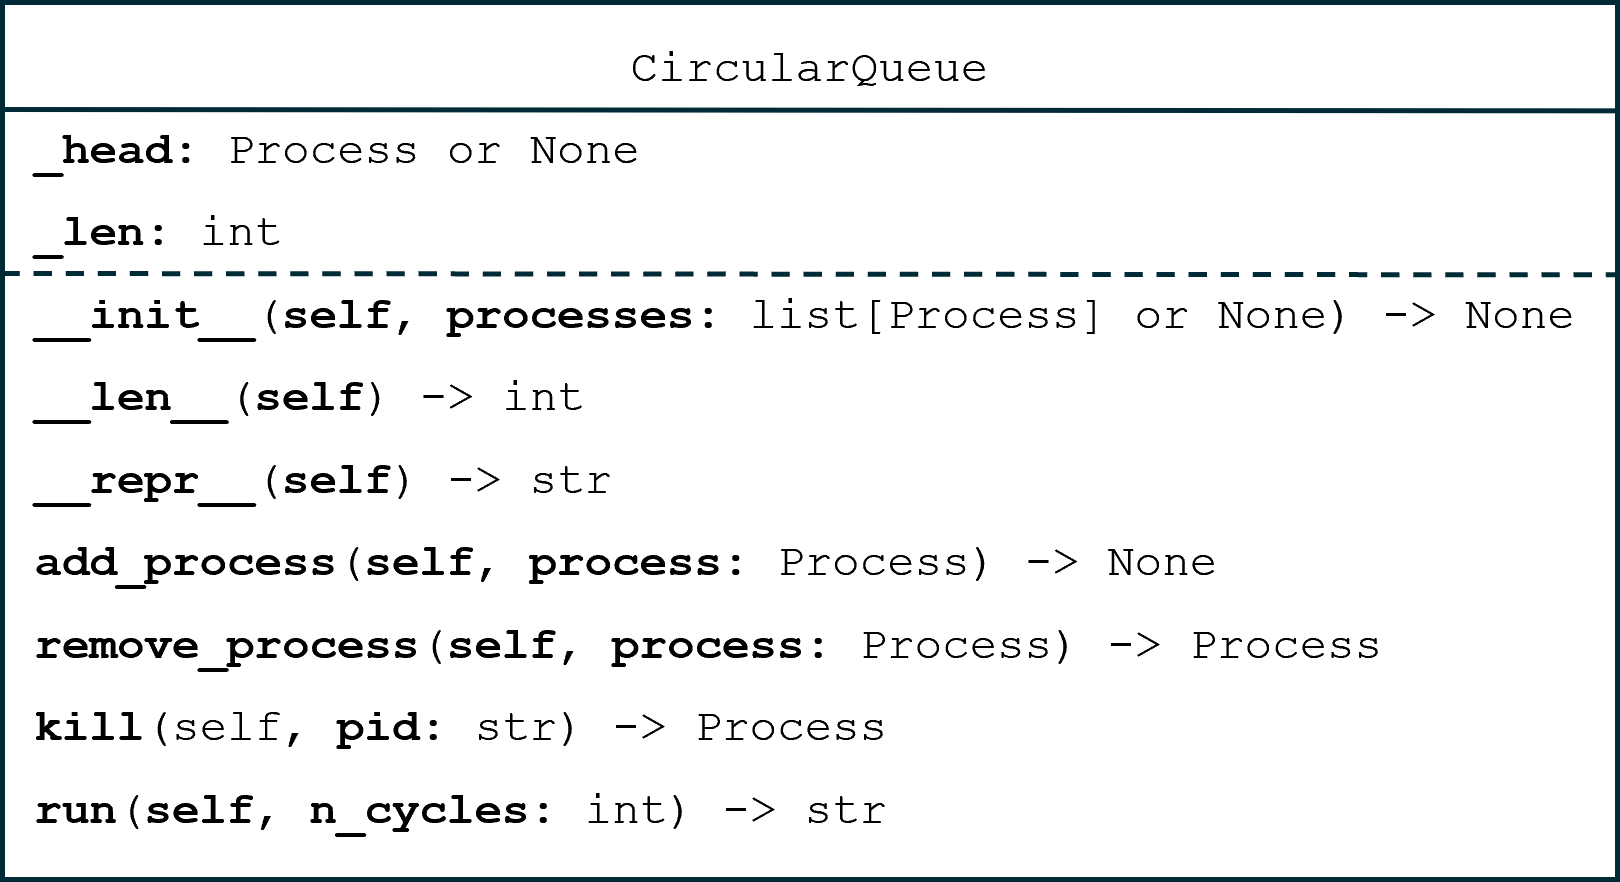 CircularQueue
_head: Process or None
_len: int
__init__(self, processes: list[Process] or None) -> None
__len__(self) -> int
__repr__(self) -> str
add_process(self, process: Process) -> None
remove_process(self, process: Process) -> Process
kill(self, pid: str) -> Process
run(self, n_cycles: int) -> str